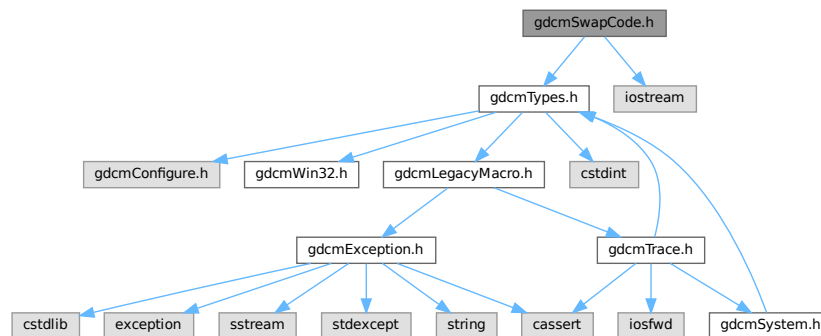 gdcmSwapCode.h
gdcmTypes.h
iostream
gdcmConfigure.h
gdcmWin32.h
gdcmLegacyMacro.h
cstdint
gdcmException.h
gdcmTrace.h
cstdlib
exception
sstream
stdexcept
string
cassert
iosfwd
gdcmSystem.h